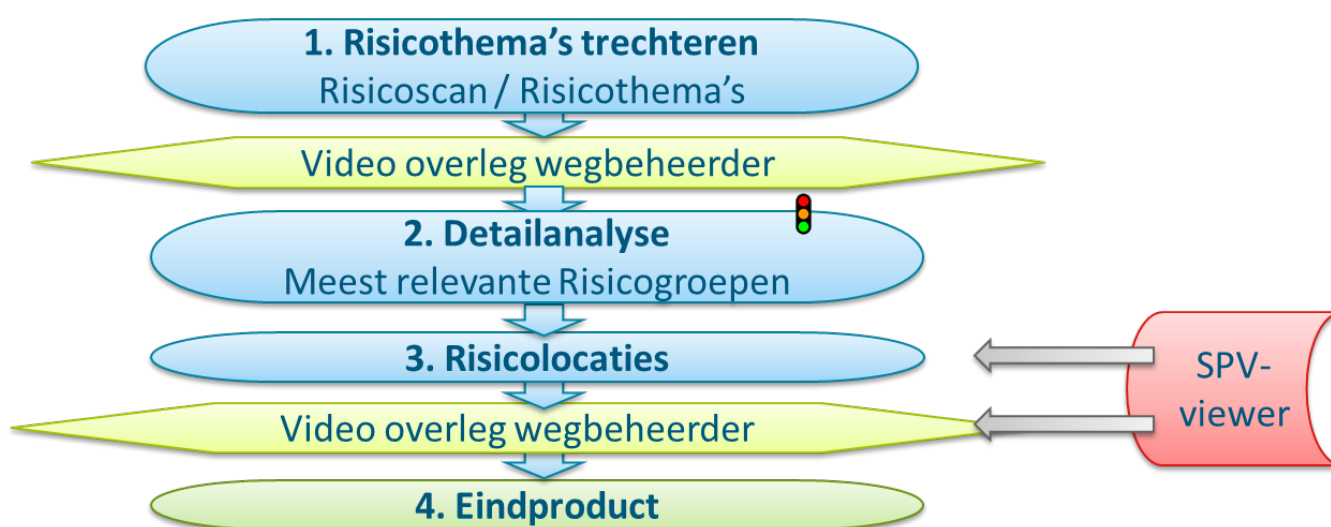 1. Risicothema's trechteren
Risicoscan / Risicothema's
Video overleg wegbeheerder
2. Detailanalyse
Meest relevante Risicogroepen
3. Risicolocaties
SPV-
viewer
Video overleg wegbeheerder
4. Eindproduct